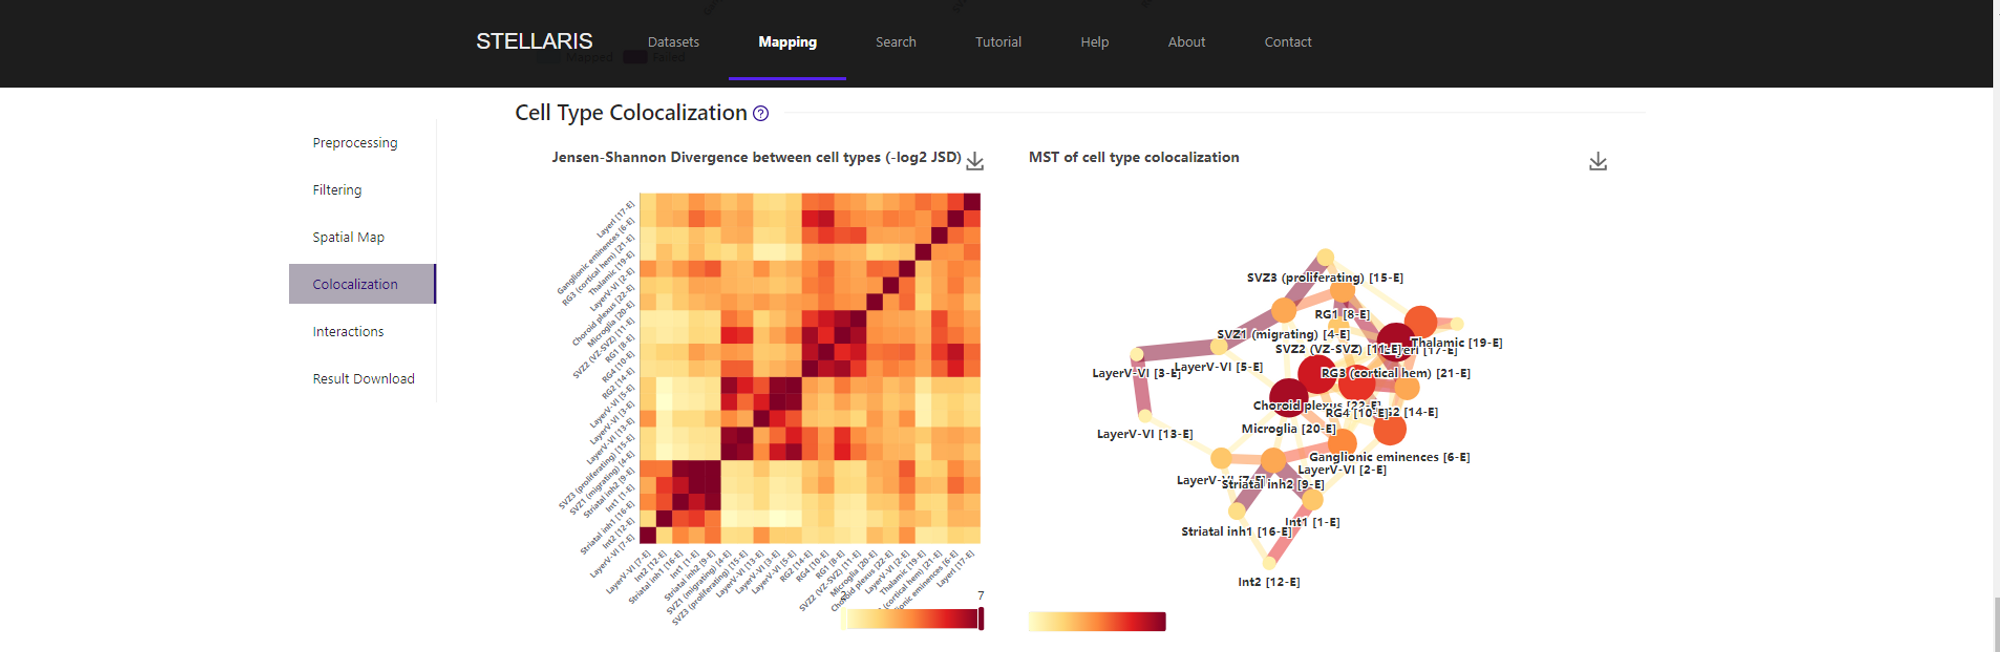 STELLARIS
Datasets
Mapping
Search
Tutorial
Help
About
Contact
Mapped
Failed
Cell Type Colocalization
?
Preprocessing
Filtering
Spatial Map
Colocalization
Interactions
Result Download
Jensen-Shannon Divergence between cell types (-log2 JSD)
LayerI [17-E]
Ganglionic eminences [6-E]
RG3 (cortical hem) [21-E]
Thalamic [19-E]
LayerV-VI [2-E]
Choroid plexus [22-E]
Microglia [20-E]
SVZ2 (VZ-SVZ) [11-E]
RG1 [8-E]
RG4 [10-E]
RG2 [14-E]
LayerV-VI [5-E]
LayerV-VI [3-E]
LayerV-VI [13-E]
SVZ3 (proliferating) [15-E]
SVZ1 (migrating) [4-E]
Striatal inh2 [9-E]
Int1 [1-E]
Striatal inh1 [16-E]
Int2 [12-E]
LayerV-VI [7-E]
LayerV-VI [7-E]
Int2 [12-E]
Striatal inh1 [16-E]
Int1 [1-E]
Striatal inh2 [9-E]
SVZ1 (migrating) [4-E]
SVZ3 (proliferating) [15-E]
LayerV-VI [13-E]
LayerV-VI [3-E]
LayerV-VI [5-E]
RG2 [14-E]
RG4 [10-E]
RG1 [8-E]
SVZ2 (VZ-SVZ) [11-E]
Microglia [20-E]
Choroid plexus [22-E]
LayerV-VI [2-E]
Thalamic [19-E]
(cortical hem) [21-E]
eminences [6-E]
LayerI [17-E]
7
MST of cell type colocalization
SVZ3 (proliferating) [15-E]
RG1 [8-E]
SVZ1 (migrating) [4-E]
Thalamic [19-E]
SVZ2 (VZ-SVZ) [11-E]
[17-E]
LayerV-VI [5-E]
LayerV-VI [3-E]
RG3 (cortical hem) [21-E]
Choroid plexus [22-E]
RG4 [10-E]
[14-E]
Microglia [20-E]
LayerV-VI [13-E]
Ganglionic eminences [6-E]
LayerV-VI [2-E]
Striatal inh2 [9-E]
Int1 [1-E]
Striatal inh1 [16-E]
Int2 [12-E]